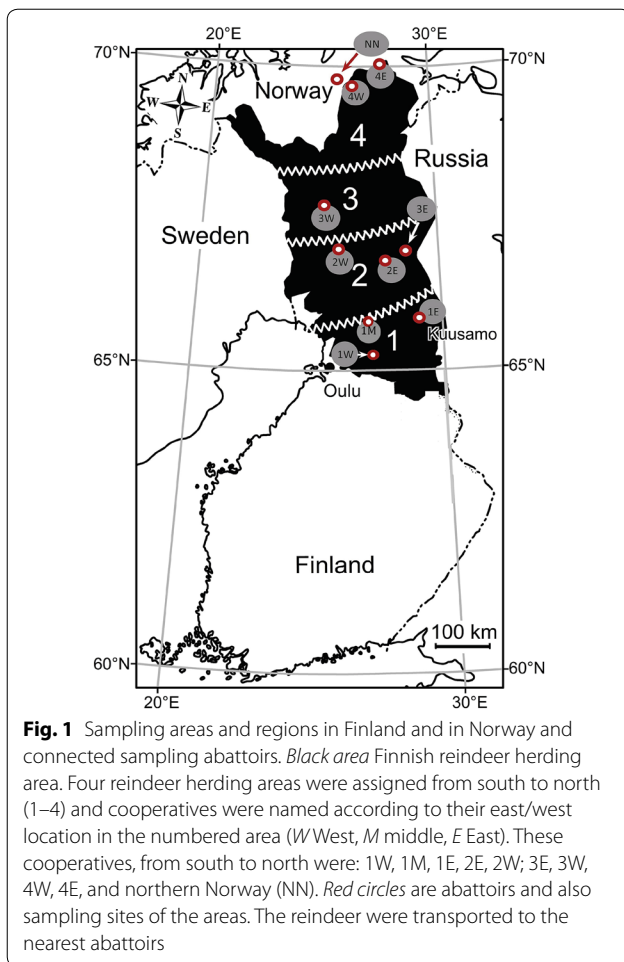 20°E 30°E
70°N 70°N
NN
4E
4W
Norway
N
W E
S
4
Russia
3
3E
3W
Sweden
2W
2
2E
1E
1M
Kuusamo
1
1W
65°N 65°N
Oulu
Finland
100 km
60°N 60°N
20°E 30°E
Fig. 1 Sampling areas and regions in Finland and in Norway and
connected sampling abattoirs. Black area Finnish reindeer herding
area. Four reindeer herding areas were assigned from south to north
(1–4) and cooperatives were named according to their east/west
location in the numbered area (W West, M middle, E East). These
cooperatives, from south to north were: 1W, 1M, 1E, 2E, 2W; 3E, 3W,
4W, 4E, and northern Norway (NN). Red circles are abattoirs and also
sampling sites of the areas. The reindeer were transported to the
nearest abattoirs